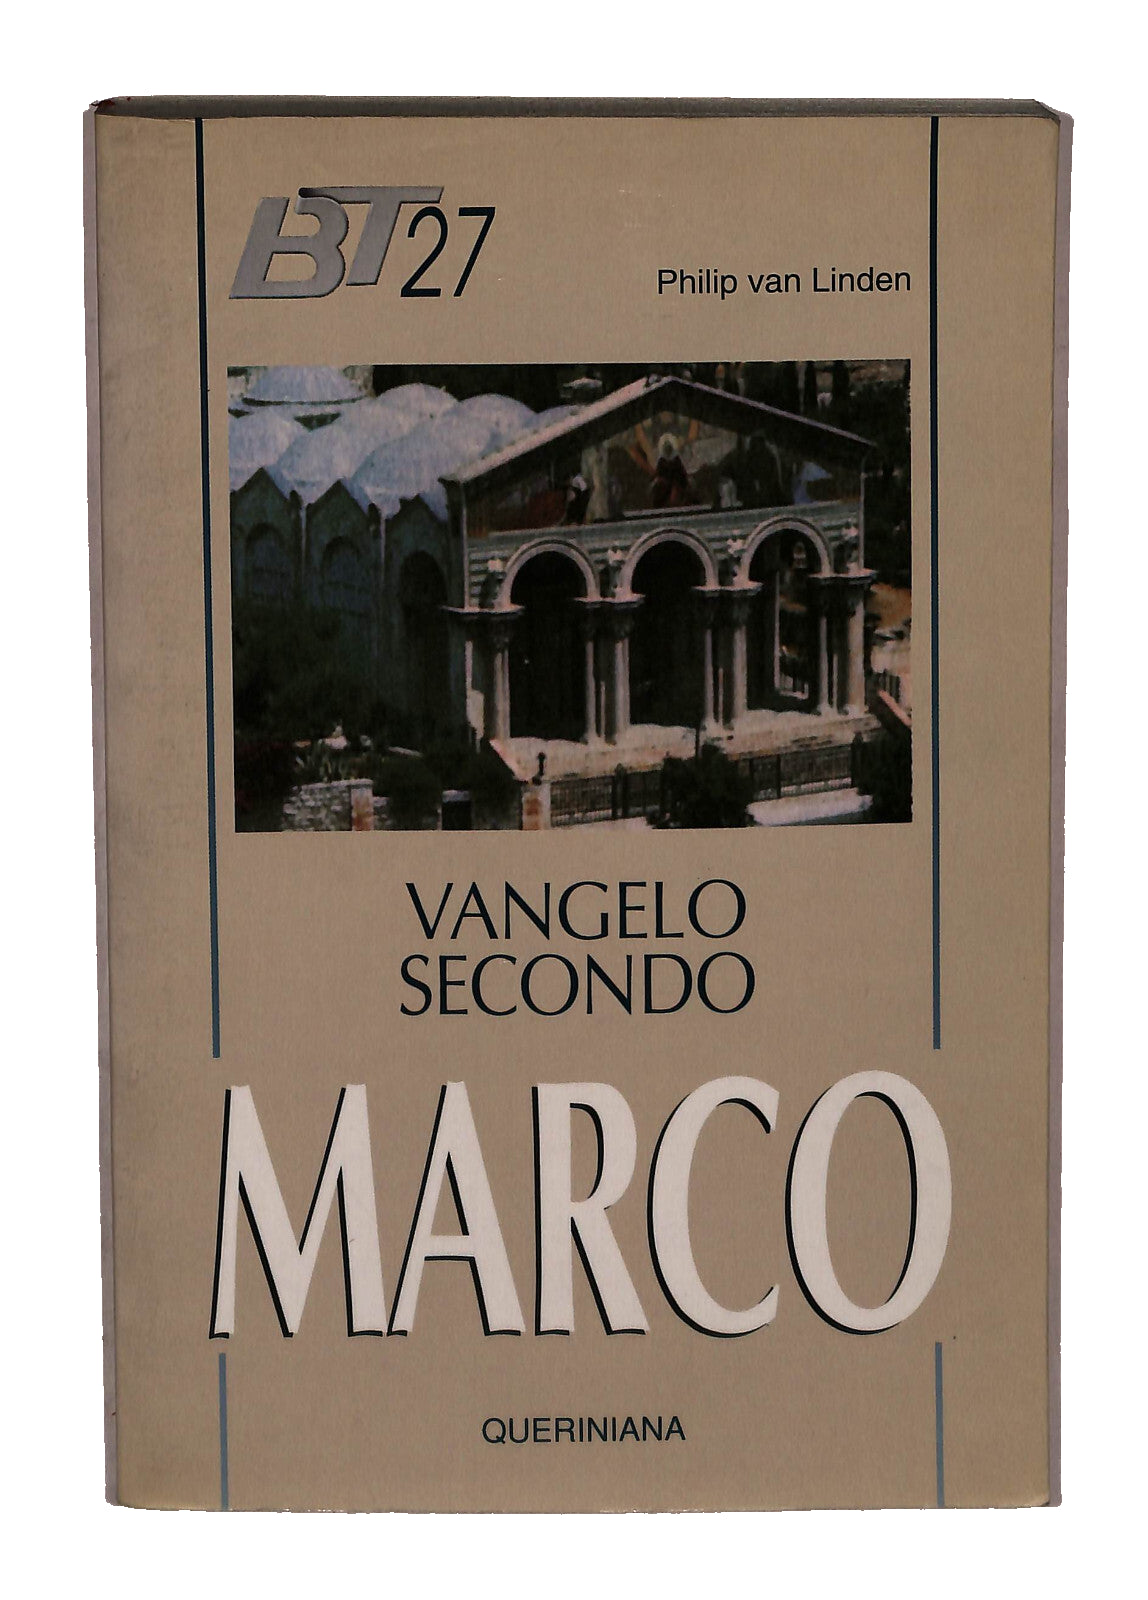 BT27
Philip van Linden
VANGELO
SECONDO
MARCO
QUERINIANA